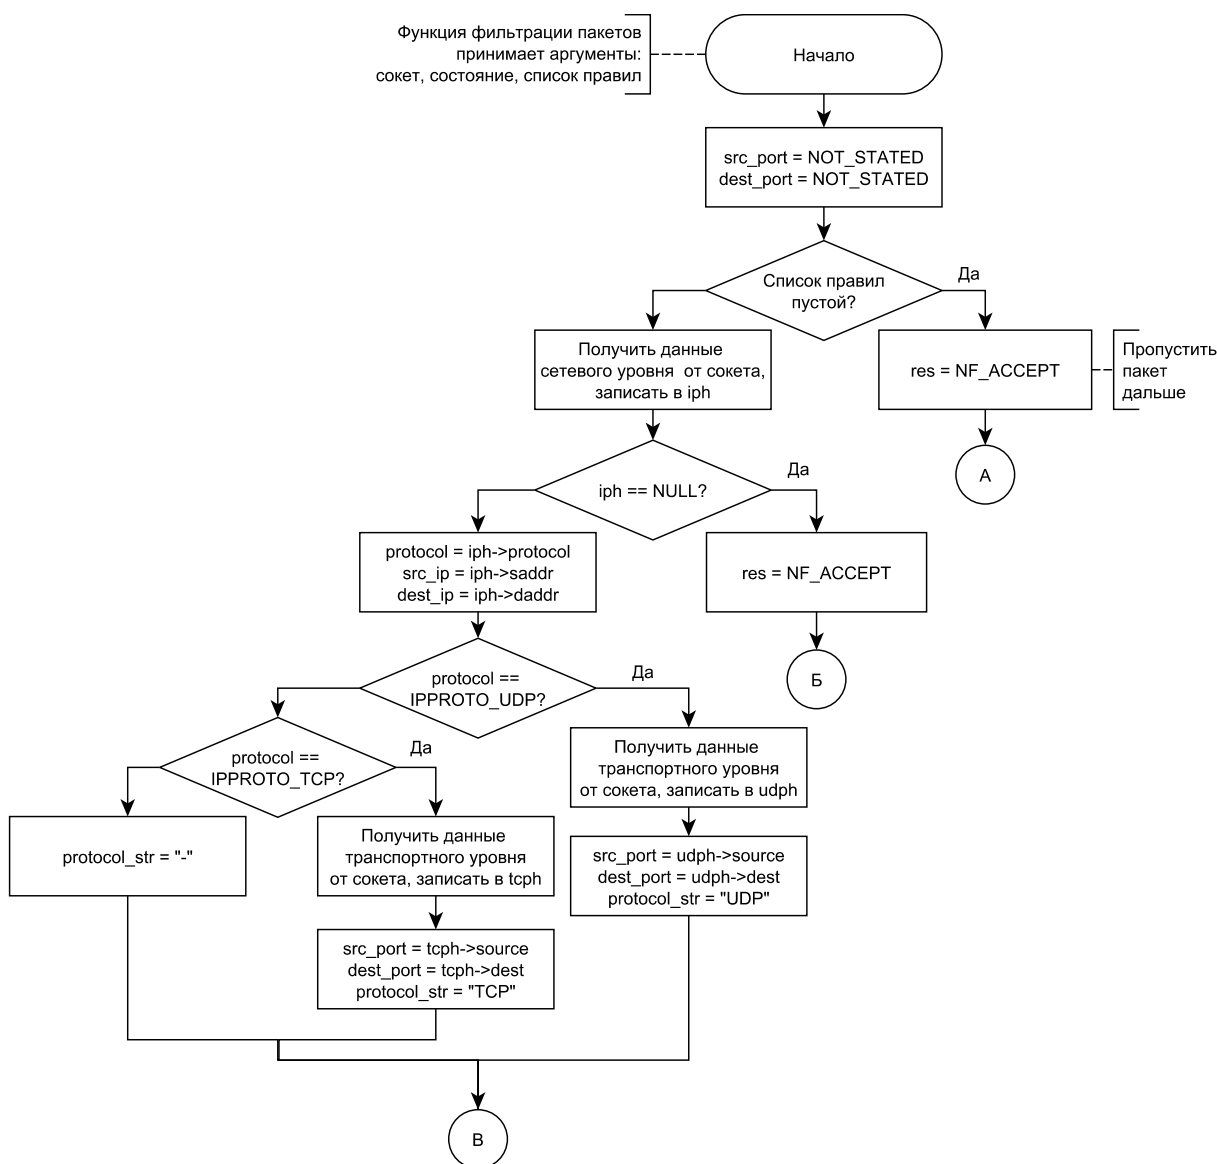 Функция фильтрации пакетов
принимает аргументы:
сокет, состояние, список правил
Начало
src_port = NOT_STATED
dest_port = NOT_STATED
Список правил
пустой?
Да
Получить данные
сетевого уровня от сокета,
записать в iph
res = NF_ACCEPT
Пропустить
пакет
дальше
А
iph == NULL?
Да
protocol = iph->protocol
src_ip = iph->saddr
dest_ip = iph->daddr
res = NF_ACCEPT
Б
protocol ==
IPPROTO_UDP?
Да
protocol ==
IPPROTO_TCP?
Да
Получить данные
транспортного уровня
от сокета, записать в udph
protocol_str = "-"
Получить данные
транспортного уровня
от сокета, записать в tcph
src_port = udph->source
dest_port = udph->dest
protocol_str = "UDP"
src_port = tcph->source
dest_port = tcph->dest
protocol_str = "TCP"
В